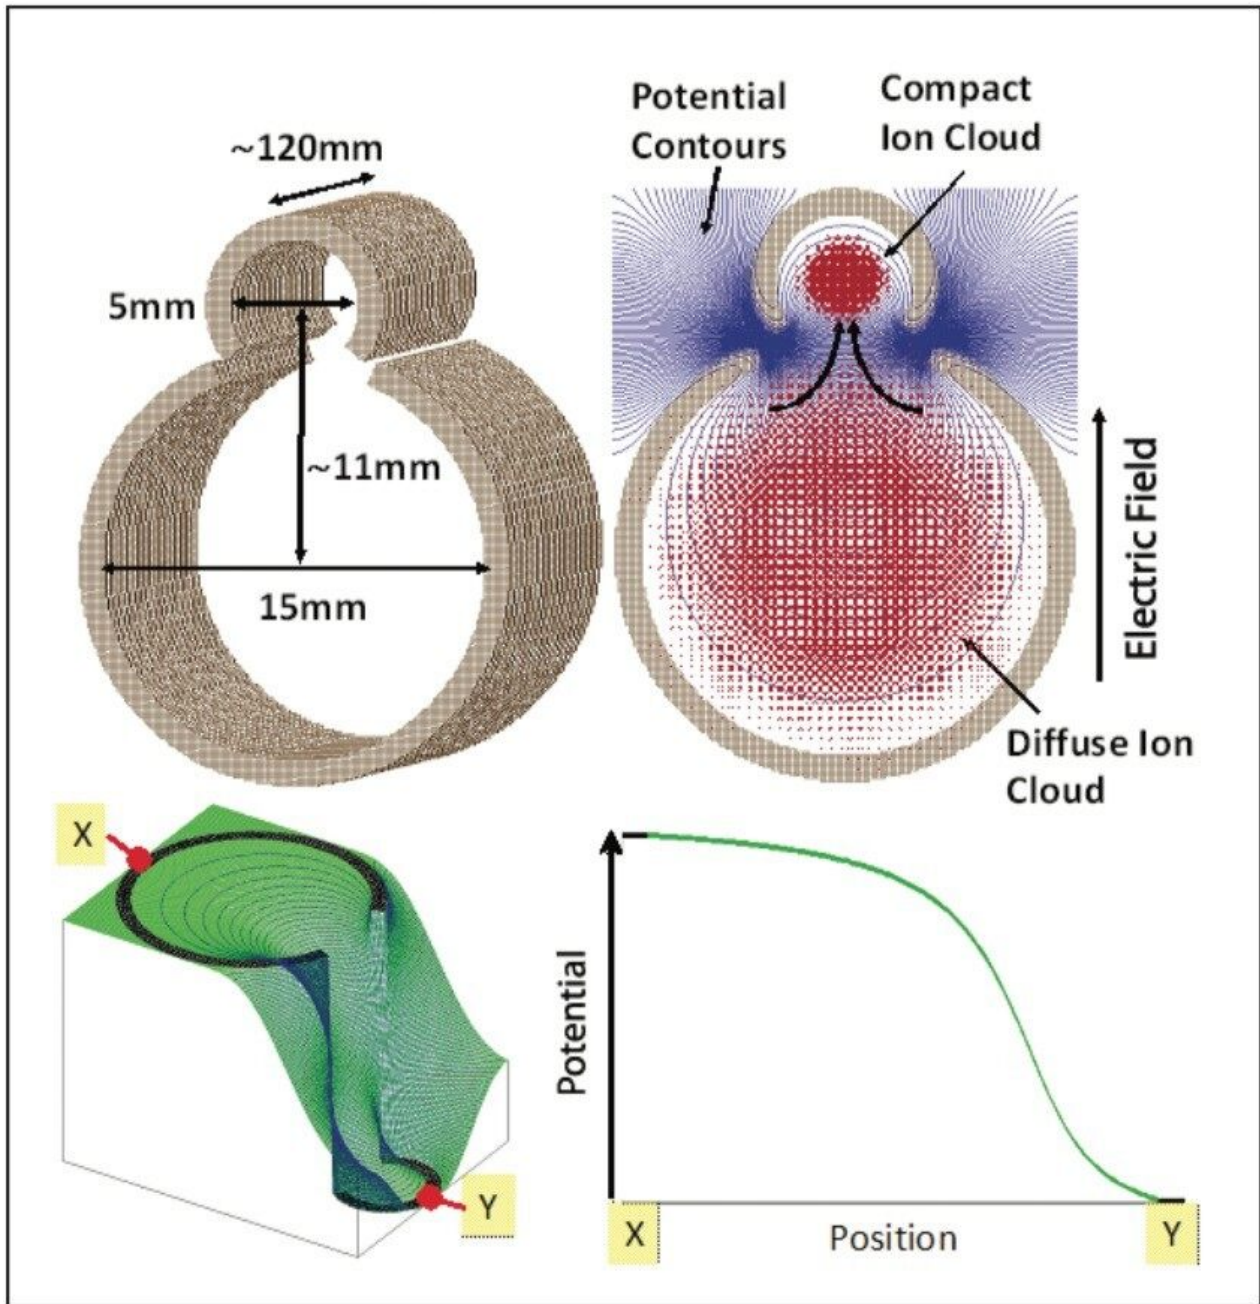 ~120mm
5mm
~11mm
15mm
Potential
Contours
Compact
Ion Cloud
Electric Field
Diffuse Ion
Cloud
X
Y
Potential
X
Position
Y